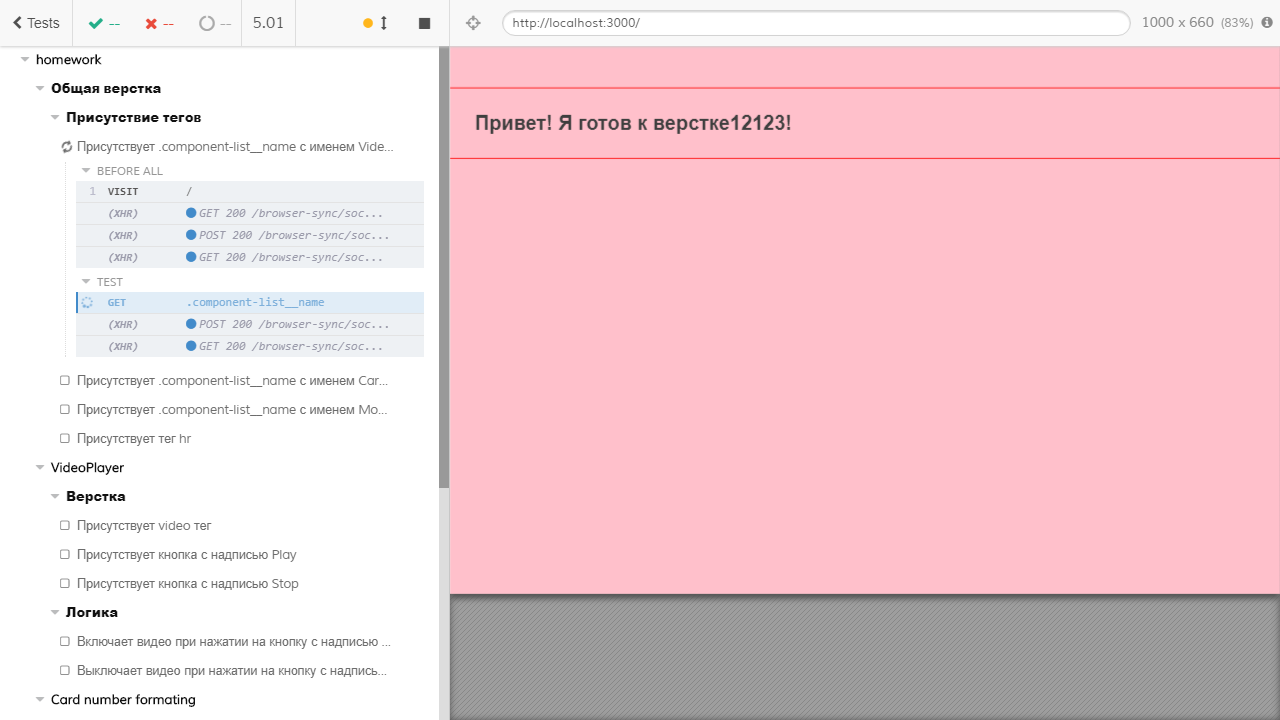 Tests
--
--
--
5.01
http://localhost:3000/
1000 x 660 (83%)
homework
Общая верстка
Присутствие тегов
Присутствует .component-list__name с именем Vide...
BEFORE ALL
1 VISIT /
(XHR) GET 200 /browser-sync/soc...
(XHR) POST 200 /browser-sync/soc...
(XHR) GET 200 /browser-sync/soc...
TEST
GET .component-list__name
(XHR) POST 200 /browser-sync/soc...
(XHR) GET 200 /browser-sync/soc...
Присутствует .component-list__name с именем Car...
Присутствует .component-list__name с именем Mo...
Присутствует тег hr
VideoPlayer
Верстка
Присутствует video тег
Присутствует кнопка с надписью Play
Присутствует кнопка с надписью Stop
Логика
Включает видео при нажатии на кнопку с надписью ...
Выключает видео при нажатии на кнопку с надпись...
Card number formating
Привет! Я готов к верстке12123!